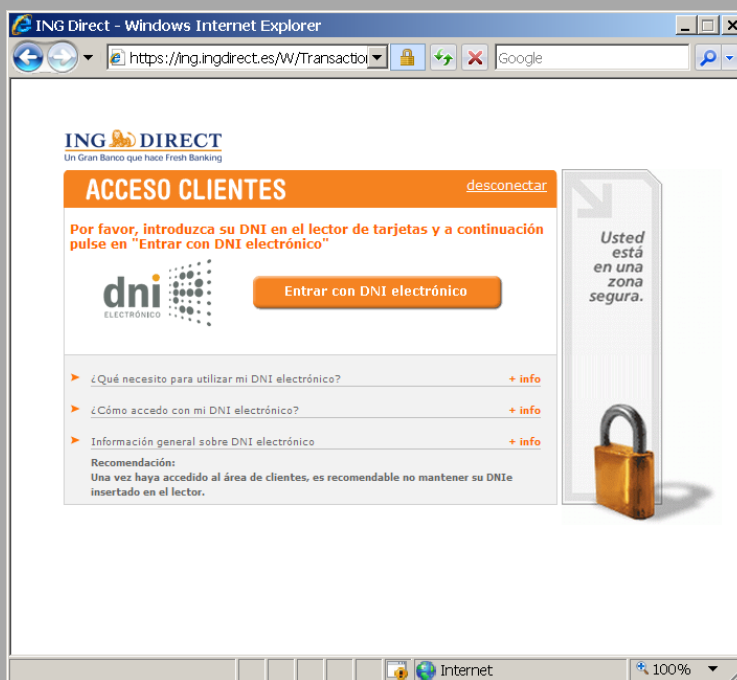 ING Direct - Windows Internet Explorer
https://ing.ingdirect.es/W/Transactio
Google
ING DIRECT
Un Gran Banco que hace Fresh Banking
ACCESO CLIENTES
desconectar
Por favor, introduzca su DNI en el lector de tarjetas y a continuación
pulse en "Entrar con DNI electrónico"
dni
ELECTRÓNICO
Entrar con DNI electrónico
¿Qué necesito para utilizar mi DNI electrónico?
+ info
¿Cómo accedo con mi DNI electrónico?
+ info
Información general sobre DNI electrónico
+ info
Recomendación:
Una vez haya accedido al área de clientes, es recomendable no mantener su DNIe
insertado en el lector.
Usted
está
en una
zona
segura.
Internet
100%